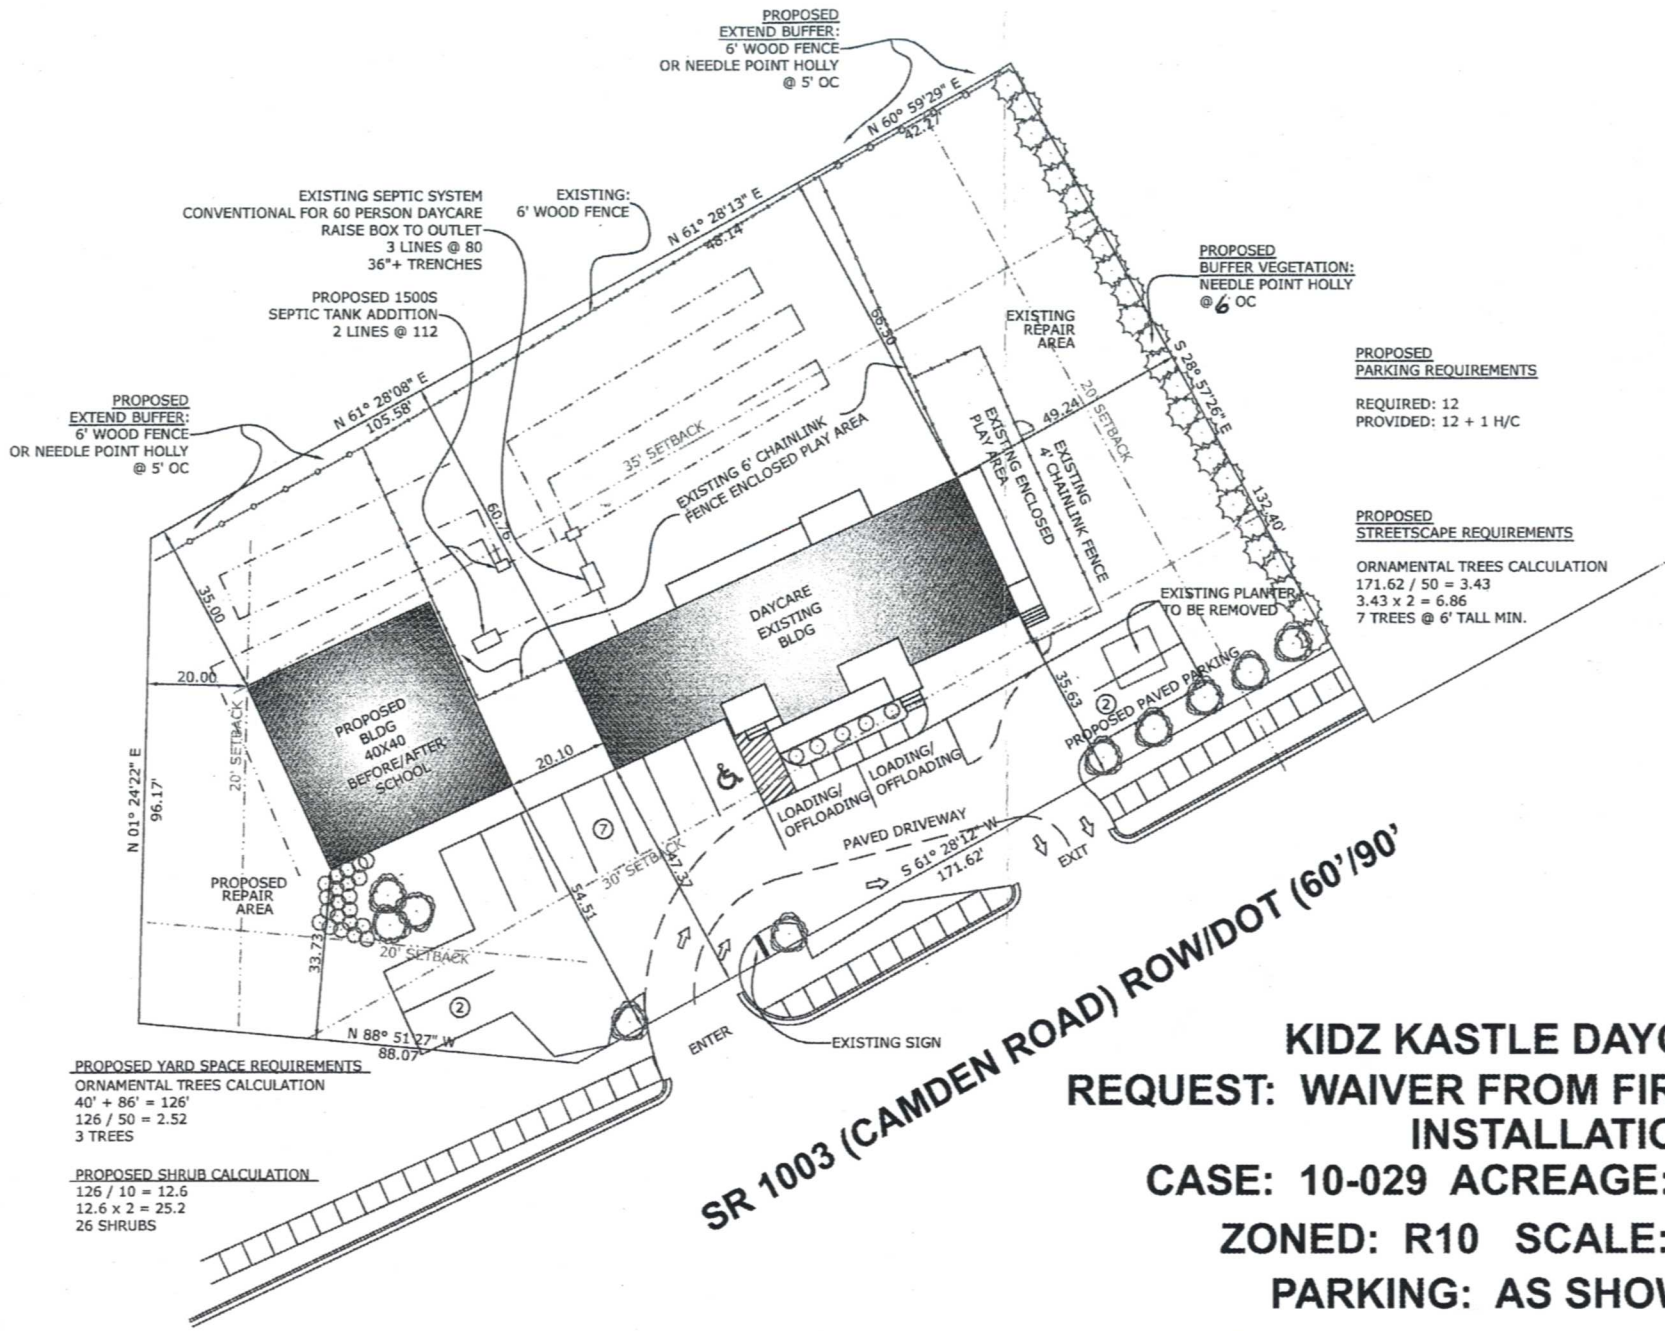 PROPOSED
EXTEND BUFFER:
6' WOOD FENCE
OR NEEDLE POINT HOLLY
@ 5' OC
N 60° 59'29" E
42.27'
EXISTING SEPTIC SYSTEM
CONVENTIONAL FOR 60 PERSON DAYCARE
RAISE BOX TO OUTLET
3 LINES @ 80
36"+ TRENCHES
EXISTING:
6' WOOD FENCE
N 61° 28'13" E
48.14'
PROPOSED 1500S
SEPTIC TANK ADDITION
2 LINES @ 112
PROPOSED
BUFFER VEGETATION:
NEEDLE POINT HOLLY
@ 6 OC
EXISTING
REPAIR
AREA
66.50
S 28° 57'26" E
132.40'
PROPOSED
PARKING REQUIREMENTS
REQUIRED: 12
PROVIDED: 12 + 1 H/C
PROPOSED
EXTEND BUFFER:
6' WOOD FENCE
OR NEEDLE POINT HOLLY
@ 5' OC
N 61° 28'08" E
105.58'
35' SETBACK
EXISTING 6' CHAINLINK
FENCE ENCLOSED PLAY AREA
60.76
EXISTING ENCLOSED
PLAY AREA
EXISTING
4' CHAINLINK FENCE
49.24
20' SETBACK
PROPOSED
STREETSCAPE REQUIREMENTS
ORNAMENTAL TREES CALCULATION
171.62 / 50 = 3.43
3.43 x 2 = 6.86
7 TREES @ 6' TALL MIN.
35.00
DAYCARE
EXISTING
BLDG
EXISTING PLANTER
TO BE REMOVED
20.00
20' SETBACK
N 01° 24'22" E
96.17'
PROPOSED
BLDG
40X40
BEFORE/AFTER
SCHOOL
20.10
35.63
2
PROPOSED PAVED PARKING
LOADING/
OFFLOADING
LOADING/
OFFLOADING
7
PAVED DRIVEWAY
30' SETBACK
47.37
54.51
S 61° 28'12" W
171.62'
EXIT
PROPOSED
REPAIR
AREA
33.73
20' SETBACK
2
N 88° 51'27" W
88.07'
ENTER
EXISTING SIGN
SR 1003 (CAMDEN ROAD) ROW/DOT (60'/90'
PROPOSED YARD SPACE REQUIREMENTS
ORNAMENTAL TREES CALCULATION
40' + 86' = 126'
126 / 50 = 2.52
3 TREES
PROPOSED SHRUB CALCULATION
126 / 10 = 12.6
12.6 x 2 = 25.2
26 SHRUBS
KIDZ KASTLE DAYC
REQUEST: WAIVER FROM FIR
INSTALLATIO
CASE: 10-029 ACREAGE:
ZONED: R10 SCALE:
PARKING: AS SHOW